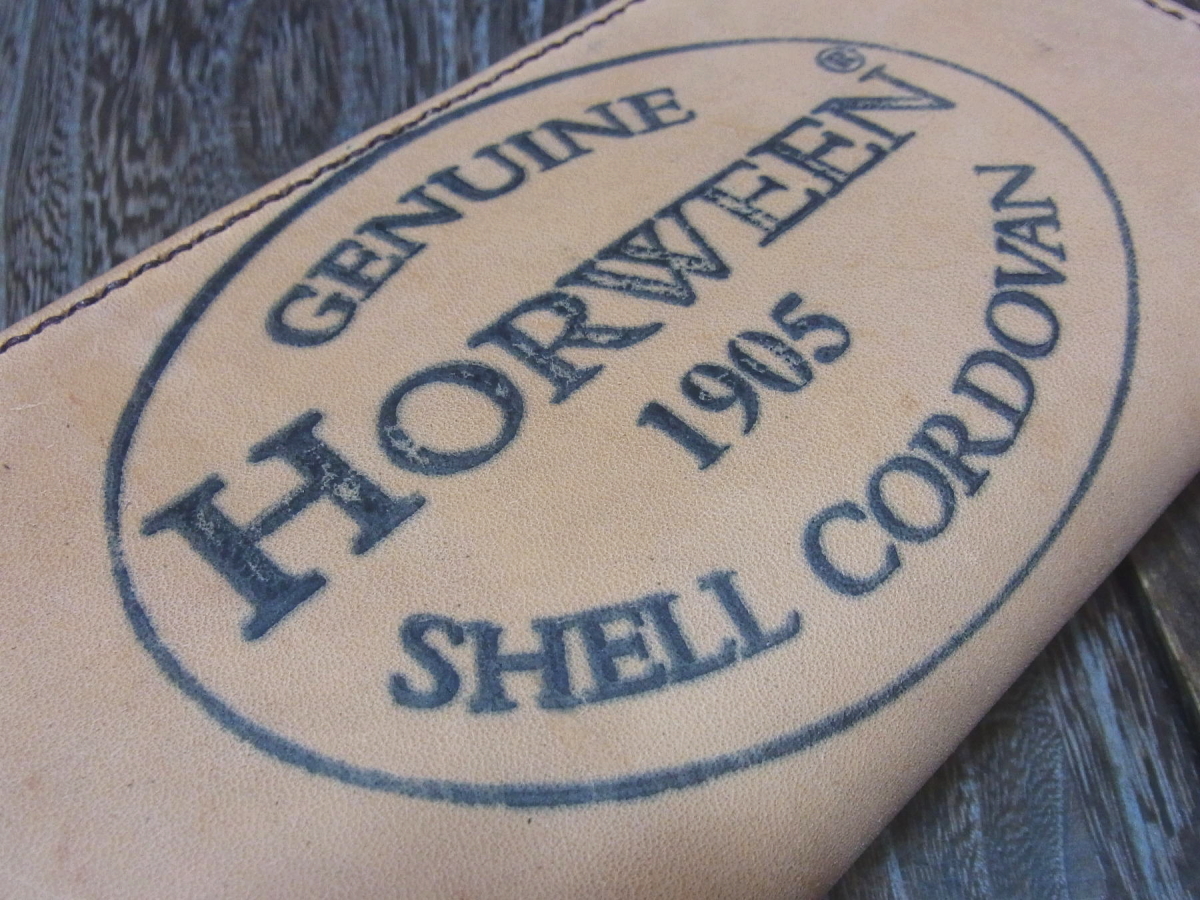 GENUINE
HORWEEN®
1905
SHELL CORDOVAN